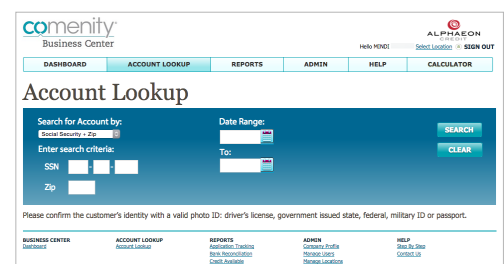 comenity
Business Center
ALPHAEON
CREDIT
Hello MINDI
Select Location
SIGN OUT
DASHBOARD
ACCOUNT LOOKUP
REPORTS
ADMIN
HELP
CALCULATOR
Account Lookup
Search for Account by:
Social Security + Zip
Enter search criteria:
SSN - -
Zip
Date Range:
To:
SEARCH
CLEAR
Please confirm the customer's identity with a valid photo ID: driver's license, government issued state, federal, military ID or passport.
BUSINESS CENTER
Dashboard
ACCOUNT LOOKUP
Account Lookup
REPORTS
Application Tracking
Bank Reconciliation
Credit Available
ADMIN
Company Profile
Manage Users
Manage Locations
HELP
Step By Step
Contact Us